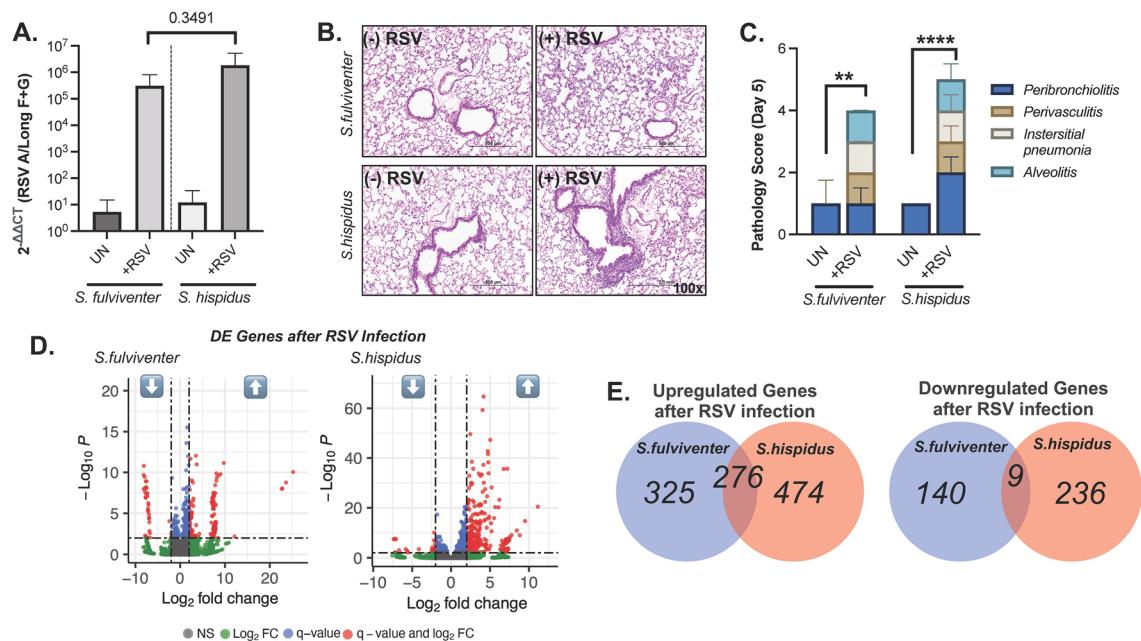 A.
0.3491
2^-ΔΔCT (RSV A/Long F+G)
10^7
10^6
10^5
10^4
10^3
10^2
10^1
10^0
UN
+RSV
UN
+RSV
S. fulviventer
S. hispidus
B.
S.fulviventer
(-) RSV
(+) RSV
S.hispidus
(-) RSV
(+) RSV
100x
C.
Pathology Score (Day 5)
6
4
2
0
**
****
UN
+RSV
UN
+RSV
S.fulviventer
S.hispidus
Peribronchiolitis
Perivasculitis
Instersitial
pneumonia
Alveolitis
D.
DE Genes after RSV Infection
S.fulviventer
S.hispidus
−Log10 P
20
15
10
5
0
−10
0
10
20
Log2 fold change
−Log10 P
60
40
20
0
−10
−5
0
5
10
Log2 fold change
NS
Log2 FC
q−value
q − value and log2 FC
E.
Upregulated Genes
after RSV infection
S.fulviventer
S.hispidus
325
276
474
Downregulated Genes
after RSV infection
S.fulviventer
S.hispidus
140
9
236